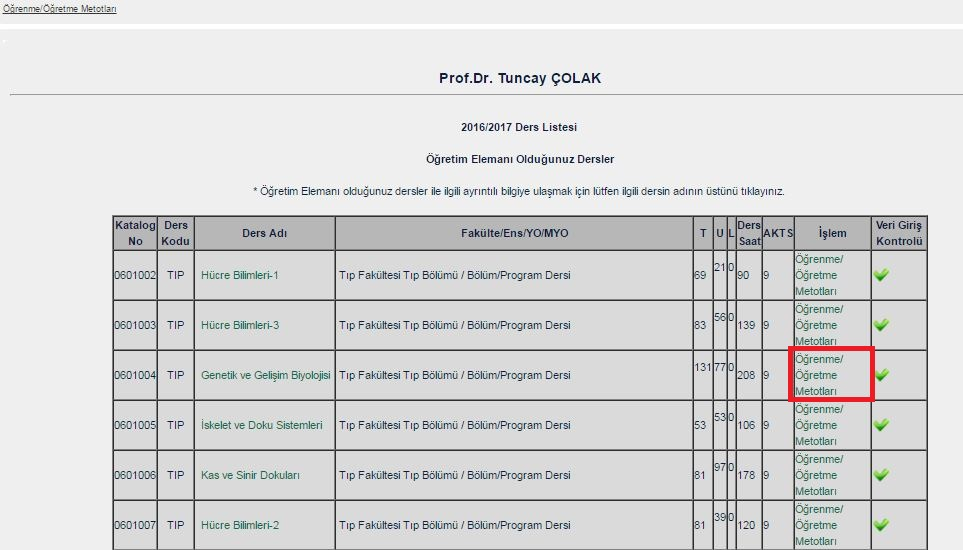 Öğrenme/Öğretme Metotları
Prof.Dr. Tuncay ÇOLAK
2016/2017 Ders Listesi
Öğretim Elemanı Olduğunuz Dersler
* Öğretim Elemanı olduğunuz dersler ile ilgili ayrıntılı bilgiye ulaşmak için lütfen ilgili dersin adının üstünü tıklayınız.
Katalog No Ders Kodu Ders Adı Fakülte/Ens/YO/MYO T U L Ders Saat AKTS İşlem Veri Giriş Kontrolü
0601002 TIP Hücre Bilimleri-1 Tıp Fakültesi Tıp Bölümü / Bölüm/Program Dersi 69 21 0 90 9 Öğrenme/ Öğretme Metotları
0601003 TIP Hücre Bilimleri-3 Tıp Fakültesi Tıp Bölümü / Bölüm/Program Dersi 83 56 0 139 9 Öğrenme/ Öğretme Metotları
0601004 TIP Genetik ve Gelişim Biyolojisi Tıp Fakültesi Tıp Bölümü / Bölüm/Program Dersi 131 77 0 208 9 Öğrenme/ Öğretme Metotları
0601005 TIP İskelet ve Doku Sistemleri Tıp Fakültesi Tıp Bölümü / Bölüm/Program Dersi 53 53 0 106 9 Öğrenme/ Öğretme Metotları
0601006 TIP Kas ve Sinir Dokuları Tıp Fakültesi Tıp Bölümü / Bölüm/Program Dersi 81 97 0 178 9 Öğrenme/ Öğretme Metotları
0601007 TIP Hücre Bilimleri-2 Tıp Fakültesi Tıp Bölümü / Bölüm/Program Dersi 81 39 0 120 9 Öğrenme/ Öğretme Metotları